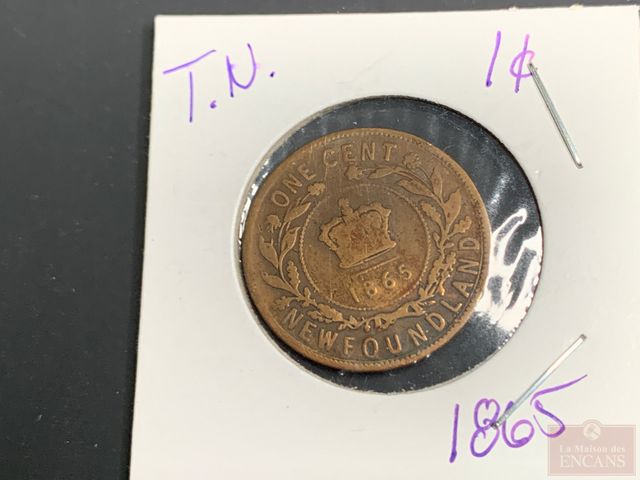 T.N. 1¢
ONE CENT
1865
NEWFOUNDLAND
1865
La Maison des
ENCANS